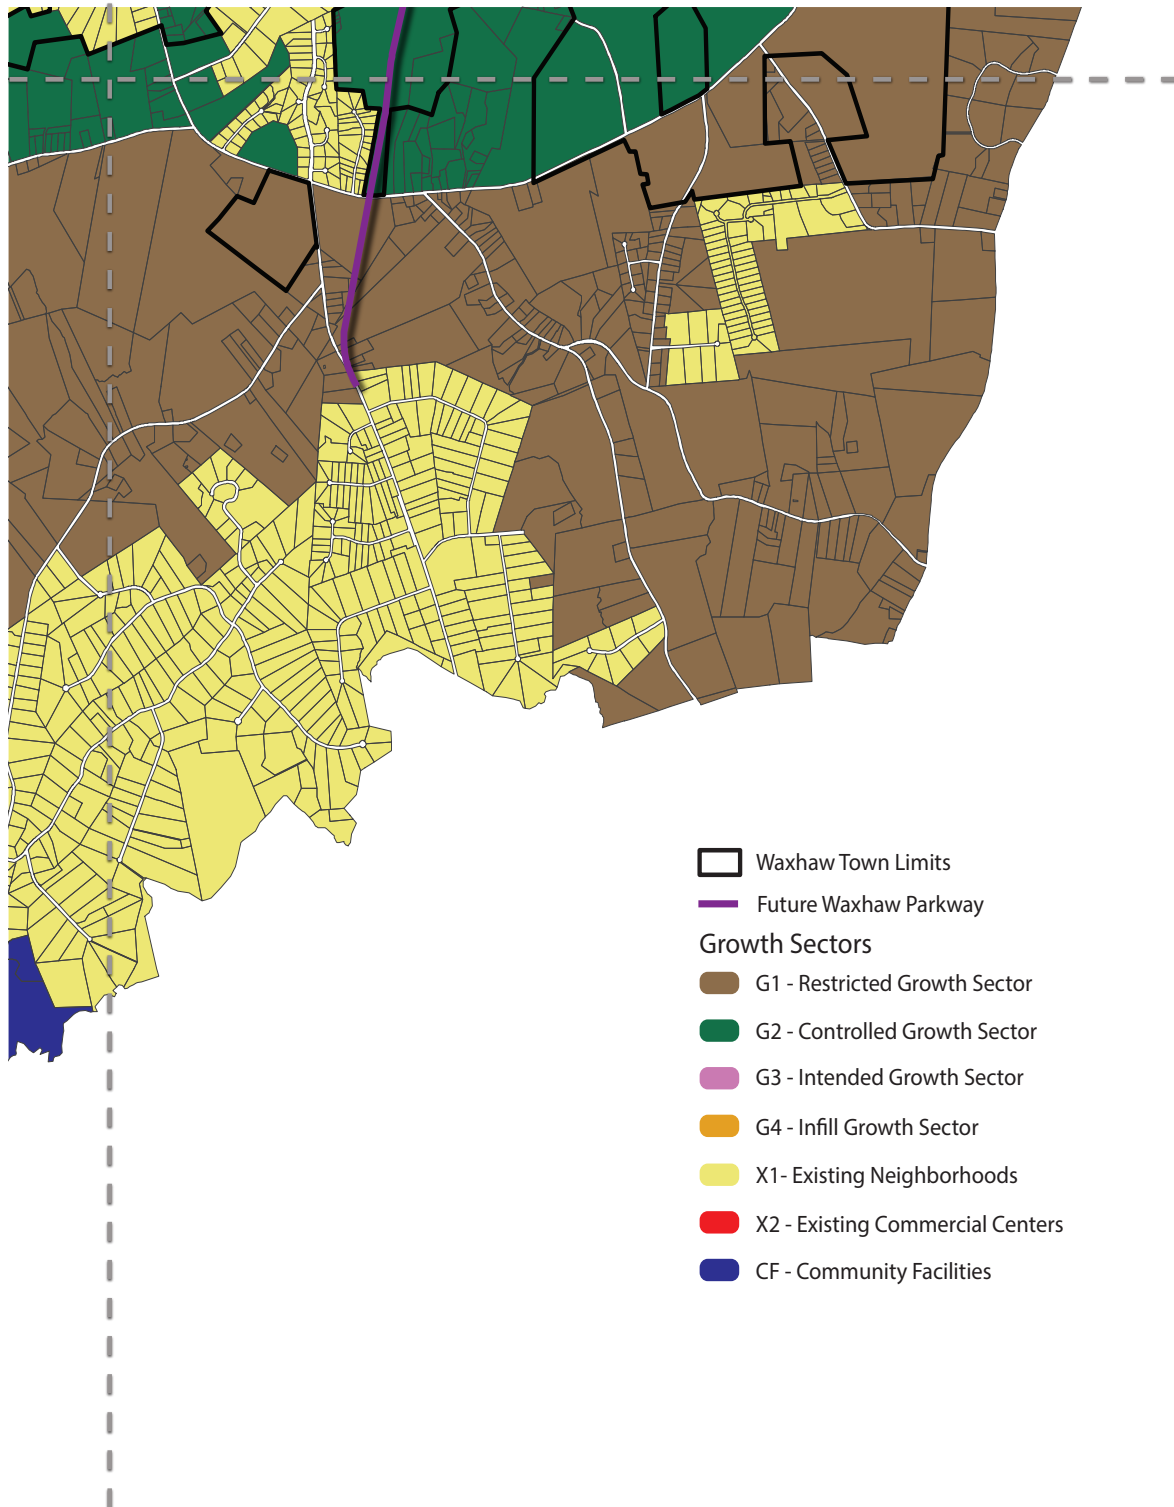 Waxhaw Town Limits
Future Waxhaw Parkway
Growth Sectors
G1 - Restricted Growth Sector
G2 - Controlled Growth Sector
G3 - Intended Growth Sector
G4 - Infill Growth Sector
X1- Existing Neighborhoods
X2 - Existing Commercial Centers
CF - Community Facilities